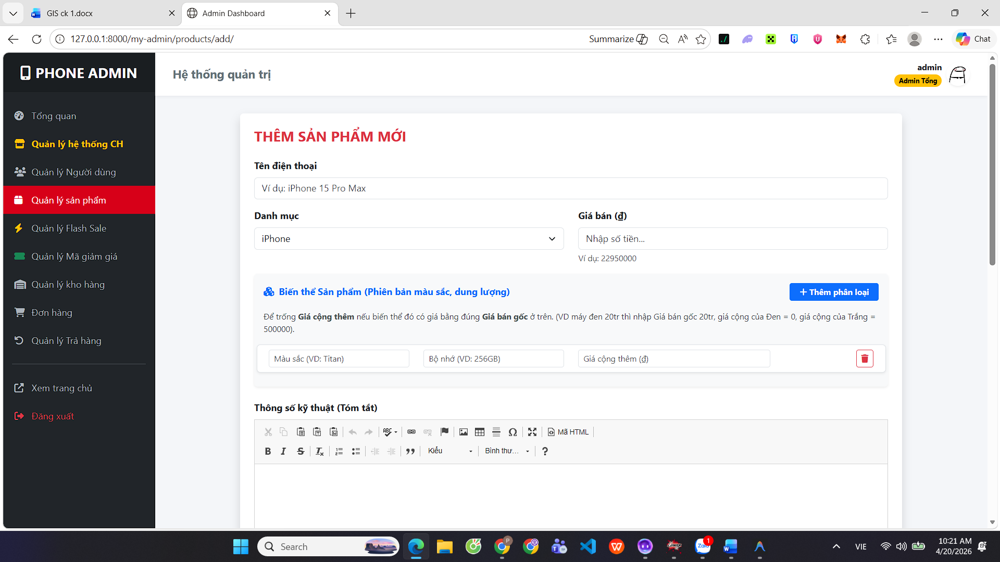 GIS ck 1.docx
Admin Dashboard
127.0.0.1:8000/my-admin/products/add/
Summarize
Chat
PHONE ADMIN
Hệ thống quản trị
admin
Admin Tổng
Tổng quan
Quản lý hệ thống CH
Quản lý Người dùng
Quản lý sản phẩm
Quản lý Flash Sale
Quản lý Mã giảm giá
Quản lý kho hàng
Đơn hàng
Quản lý Trả hàng
Xem trang chủ
Đăng xuất
THÊM SẢN PHẨM MỚI
Tên điện thoại
Ví dụ: iPhone 15 Pro Max
Danh mục
Giá bán (₫)
iPhone
Nhập số tiền...
Ví dụ: 22950000
Biến thể Sản phẩm (Phiên bản màu sắc, dung lượng)
Thêm phân loại
Để trống Giá cộng thêm nếu biến thể đó có giá bằng đúng Giá bán gốc ở trên. (VD máy đen 20tr thì nhập Giá bán gốc 20tr, giá cộng của Đen = 0, giá cộng của Trắng =
500000).
Màu sắc (VD: Titan)
Bộ nhớ (VD: 256GB)
Giá cộng thêm (₫)
Thông số kỹ thuật (Tóm tắt)
Mã HTML
Kiểu
Bình thư...
Search
VIE
10:21 AM
4/20/2026